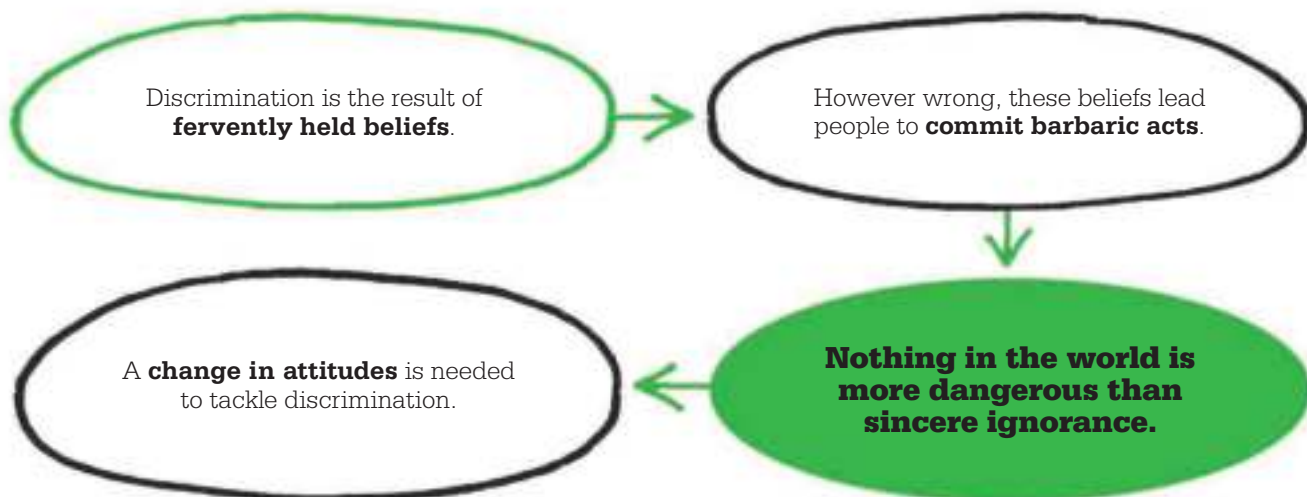 Discrimination is the result of
fervently held beliefs.
However wrong, these beliefs lead
people to commit barbaric acts.
Nothing in the world is
more dangerous than
sincere ignorance.
A change in attitudes is needed
to tackle discrimination.